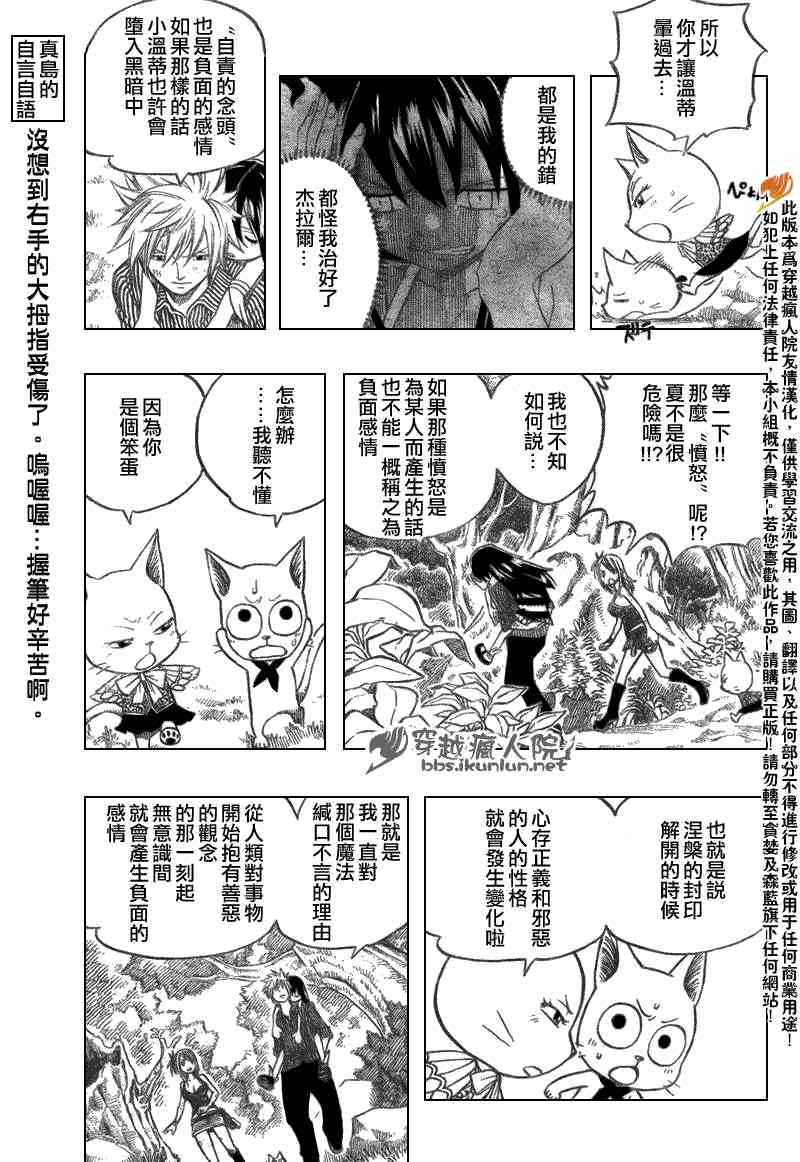 所以
你才讓溫蒂
暈過去…
都是我的錯
都怪我治好了
杰拉爾…
“自責的念頭”
也是負面的感情
如果那樣的話
小溫蒂也許會
墮入黑暗中
等一下!!
那麼“憤怒”呢!?
夏不是很
危險嗎!!?
我也不知
如何說…
如果那種憤怒是
為某人而產生的話
也不能一概稱之為
負面感情
怎麼辦
……我聽不懂
因為你
是個笨蛋
也就是說
涅槃的封印
解開的時候
心存正義和邪惡
的人的性格
就會發生變化啦
那就是
我一直對
那個魔法
緘口不言的理由
從人類對事物
開始抱有善惡
的觀念
的那一刻起
無意識間
就會產生負面的
感情
穿越瘋人院
bbs.ikunlun.net
真島的
自言自語
沒想到右手的大拇指受傷了。嗚喔喔…握筆好辛苦啊。
此版本爲穿越瘋人院友情漢化，僅供學習交流之用，其圖、翻譯以及任何部分不得進行修改或用于任何商業用途！
如犯上任何法律責任，本小組概不負責。若您喜歡此作品，請購買正版！請勿轉至貪婪及森藍旗下任何網站！